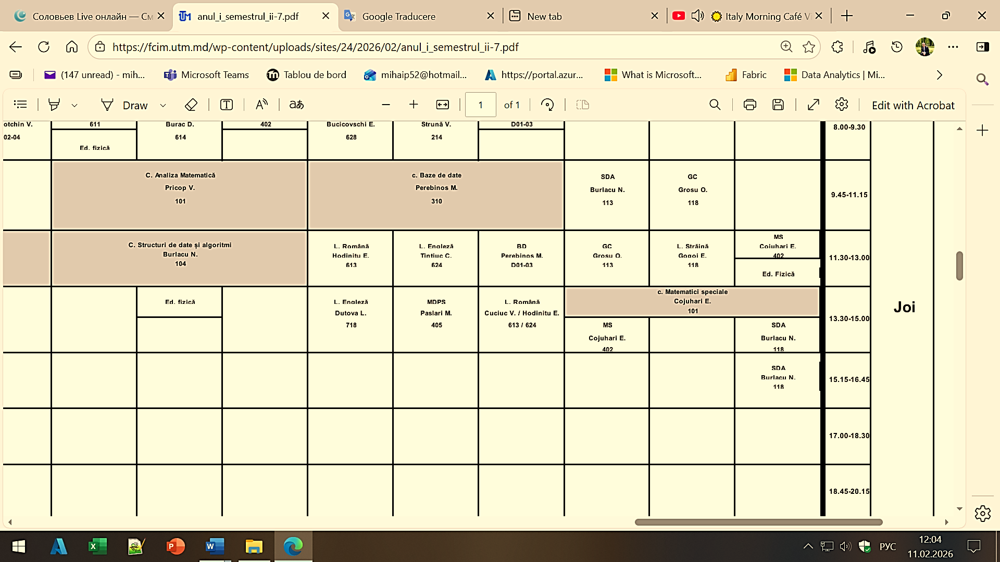 Соловьев Live онлайн — См
anul_i_semestrul_ii-7.pdf
Google Traducere
New tab
Italy Morning Café V
https://fcim.utm.md/wp-content/uploads/sites/24/2026/02/anul_i_semestrul_ii-7.pdf
(147 unread) - mih...
Microsoft Teams
Tablou de bord
mihaip52@hotmail...
https://portal.azur...
What is Microsoft...
Fabric
Data Analytics | Mi...
Draw
1
of 1
Edit with Acrobat
otchin V.
02-04
611
Ed. fizică
Burac D.
614
402
Bucicovschi E.
628
Strună V.
214
D01-03
8.00-9.30
C. Analiza Matematică
Pricop V.
101
c. Baze de date
Perebinos M.
310
SDA
Burlacu N.
113
GC
Grosu O.
118
9.45-11.15
C. Structuri de date și algoritmi
Burlacu N.
104
L. Română
Hodinitu E.
613
L. Engleză
Tintiuc C.
624
BD
Perebinos M.
D01-03
GC
Grosu O.
113
L. Străină
Gogoi E.
118
MS
Cojuhari E.
402
Ed. Fizică
11.30-13.00
Ed. fizică
L. Engleză
Dutova L.
718
MDPS
Paslari M.
405
L. Română
Cuciuc V. / Hodinitu E.
613 / 624
c. Matematici speciale
Cojuhari E.
101
MS
Cojuhari E.
402
SDA
Burlacu N.
118
13.30-15.00
Joi
SDA
Burlacu N.
118
15.15-16.45
17.00-18.30
18.45-20.15
РУС
12:04
11.02.2026